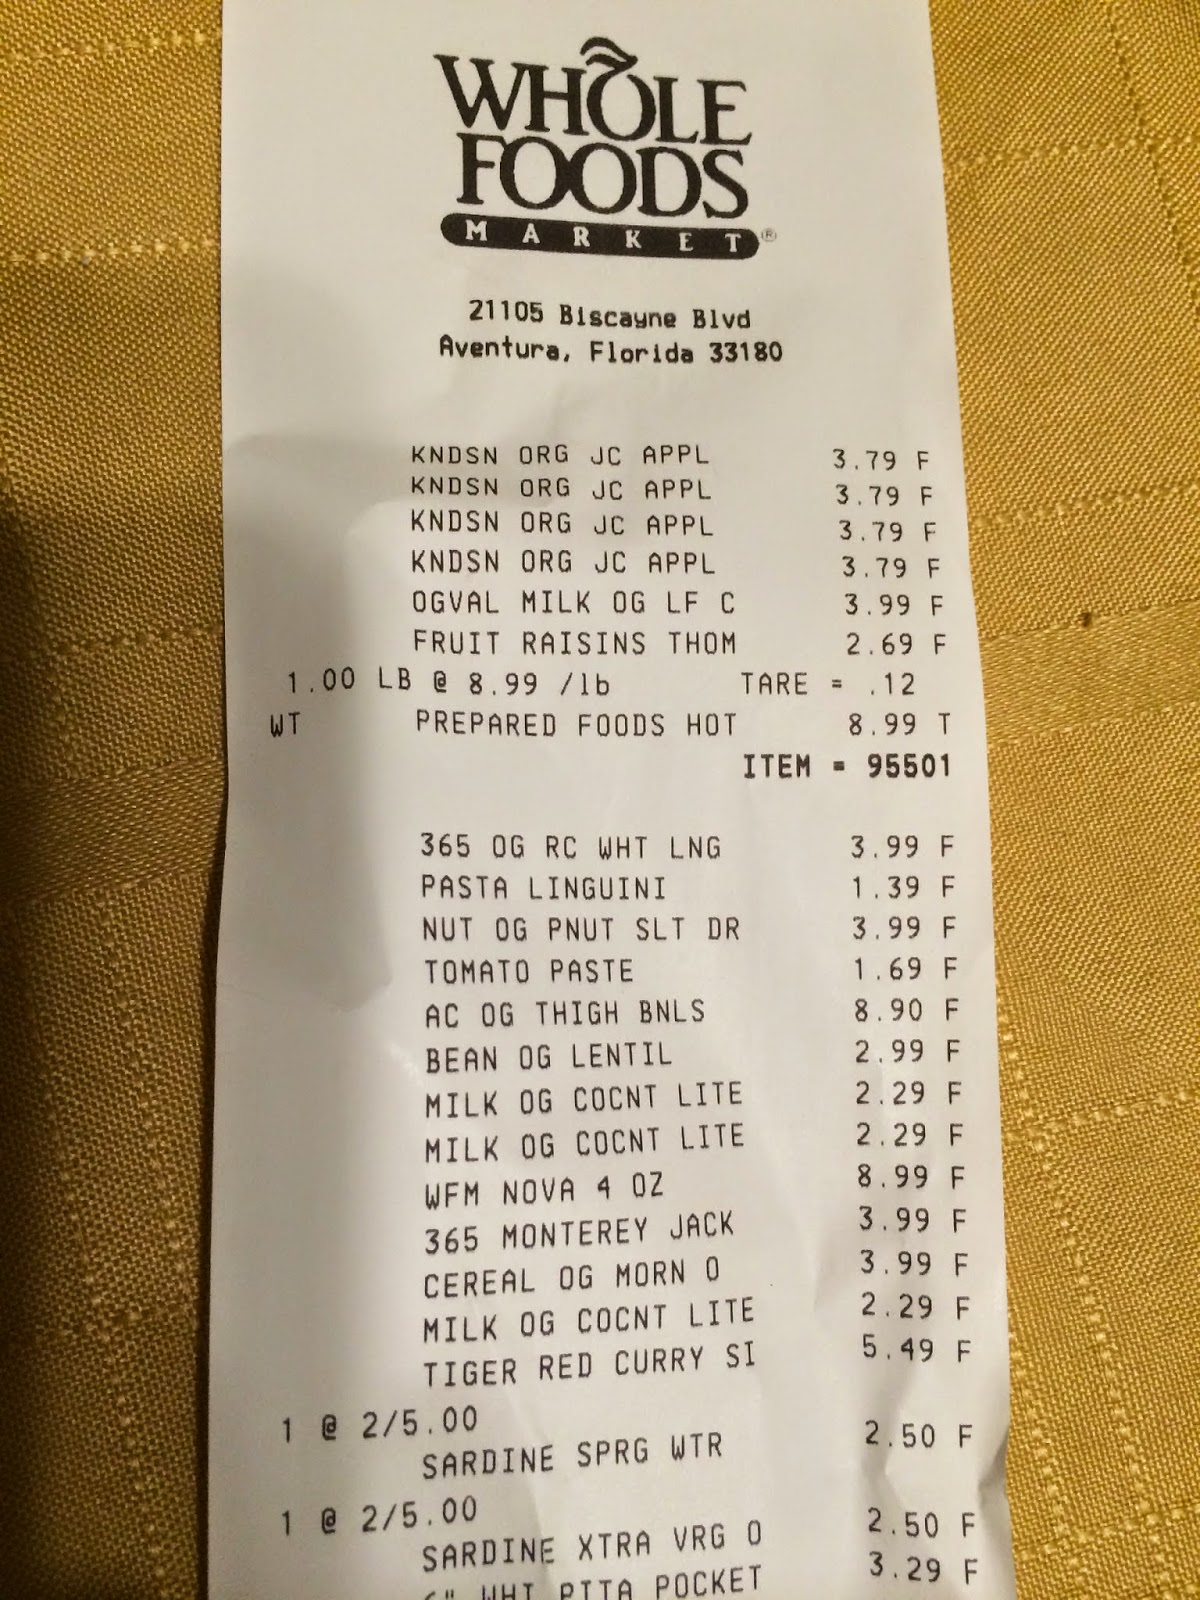 WHOLE
FOODS
MARKET®
21105 Biscayne Blvd
Aventura, Florida 33180
KNDSN ORG JC APPL 3.79 F
KNDSN ORG JC APPL 3.79 F
KNDSN ORG JC APPL 3.79 F
KNDSN ORG JC APPL 3.79 F
OGVAL MILK OG LF C 3.99 F
FRUIT RAISINS THOM 2.69 F
1.00 LB @ 8.99 /lb TARE = .12
WT PREPARED FOODS HOT 8.99 T
ITEM = 95501
365 OG RC WHT LNG 3.99 F
PASTA LINGUINI 1.39 F
NUT OG PNUT SLT DR 3.99 F
TOMATO PASTE 1.69 F
AC OG THIGH BNLS 8.90 F
BEAN OG LENTIL 2.99 F
MILK OG COCNT LITE 2.29 F
MILK OG COCNT LITE 2.29 F
WFM NOVA 4 OZ 8.99 F
365 MONTEREY JACK 3.99 F
CEREAL OG MORN O 3.99 F
MILK OG COCNT LITE 2.29 F
TIGER RED CURRY SI 5.49 F
1 @ 2/5.00
SARDINE SPRG WTR 2.50 F
1 @ 2/5.00
SARDINE XTRA VRG O 2.50 F
6" WHT PITA POCKET 3.29 F